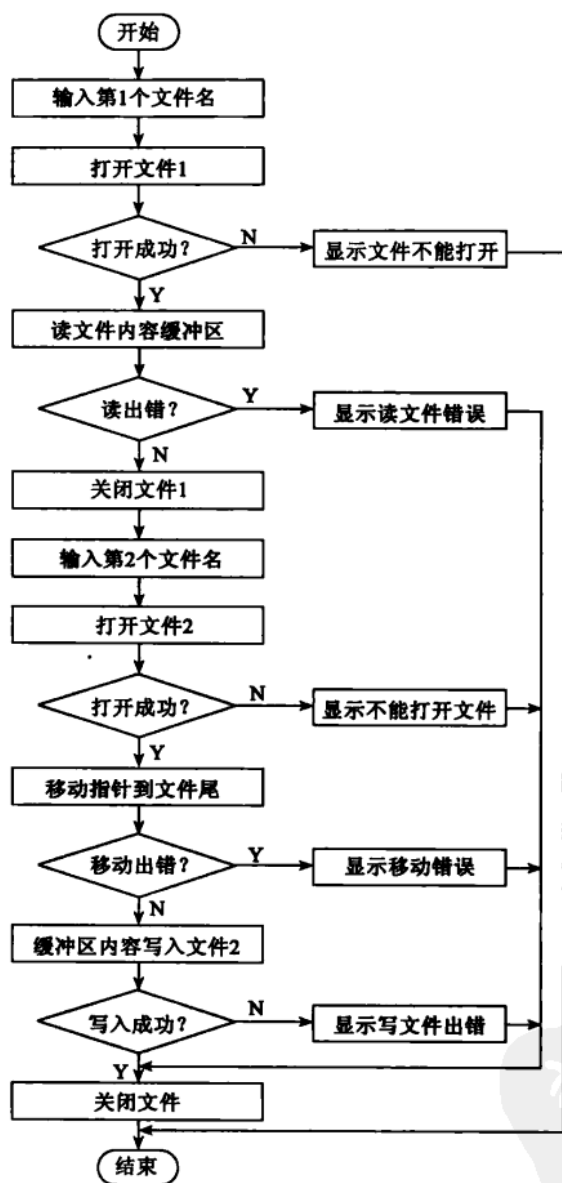 开始
输入第1个文件名
打开文件1
打开成功?
N
显示文件不能打开
Y
读文件内容缓冲区
读出错?
Y
显示读文件错误
N
关闭文件1
输入第2个文件名
打开文件2
打开成功?
N
显示不能打开文件
Y
移动指针到文件尾
移动出错?
Y
显示移动错误
N
缓冲区内容写入文件2
写入成功?
N
显示写文件出错
Y
关闭文件
结束